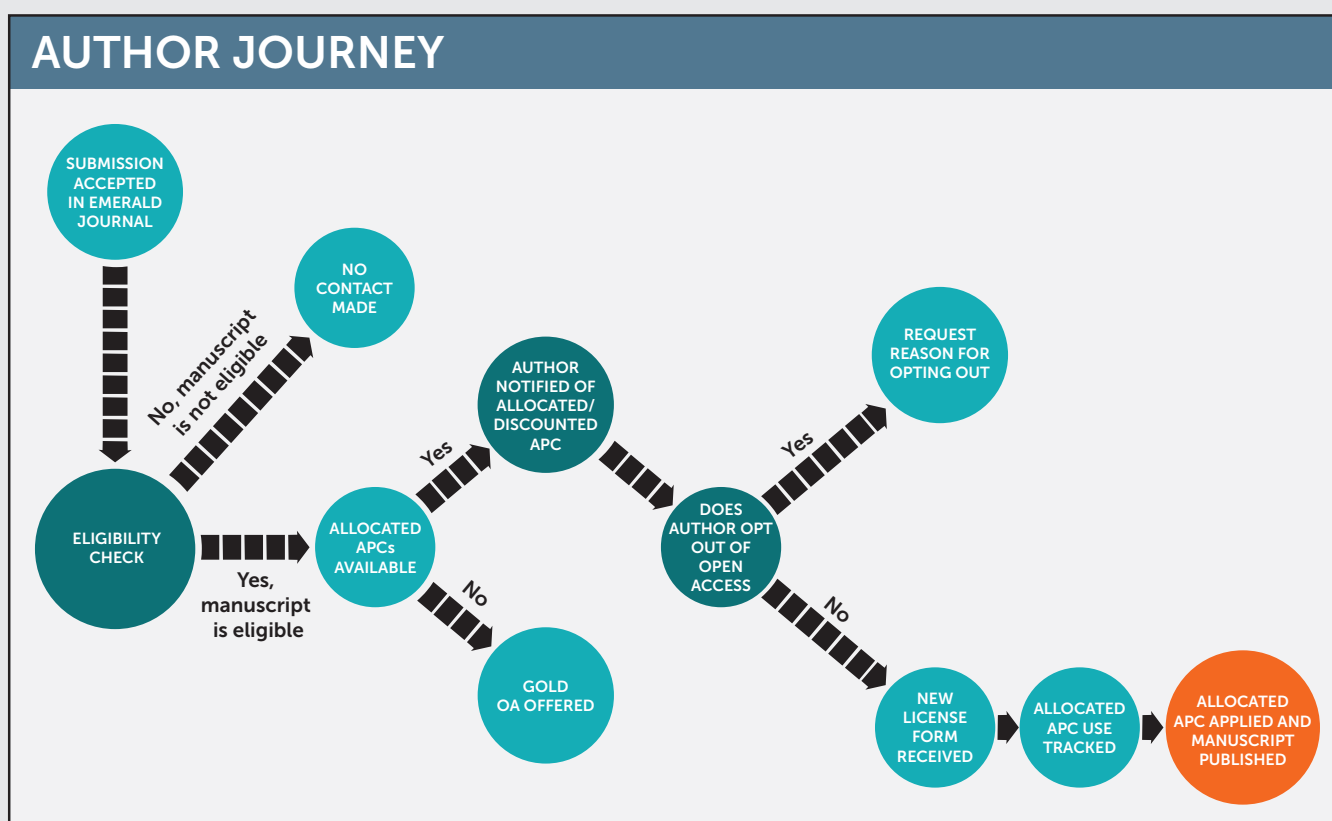 AUTHOR JOURNEY
SUBMISSION
ACCEPTED
IN EMERALD
JOURNAL
No, manuscript
is not eligible
NO
CONTACT
MADE
ELIGIBILITY
CHECK
Yes,
manuscript
is eligible
ALLOCATED
APCs
AVAILABLE
Yes
AUTHOR
NOTIFIED OF
ALLOCATED/
DISCOUNTED
APC
No
GOLD
OA OFFERED
DOES
AUTHOR OPT
OUT OF
OPEN
ACCESS
Yes
REQUEST
REASON FOR
OPTING OUT
No
NEW
LICENSE
FORM
RECEIVED
ALLOCATED
APC USE
TRACKED
ALLOCATED
APC APPLIED AND
MANUSCRIPT
PUBLISHED